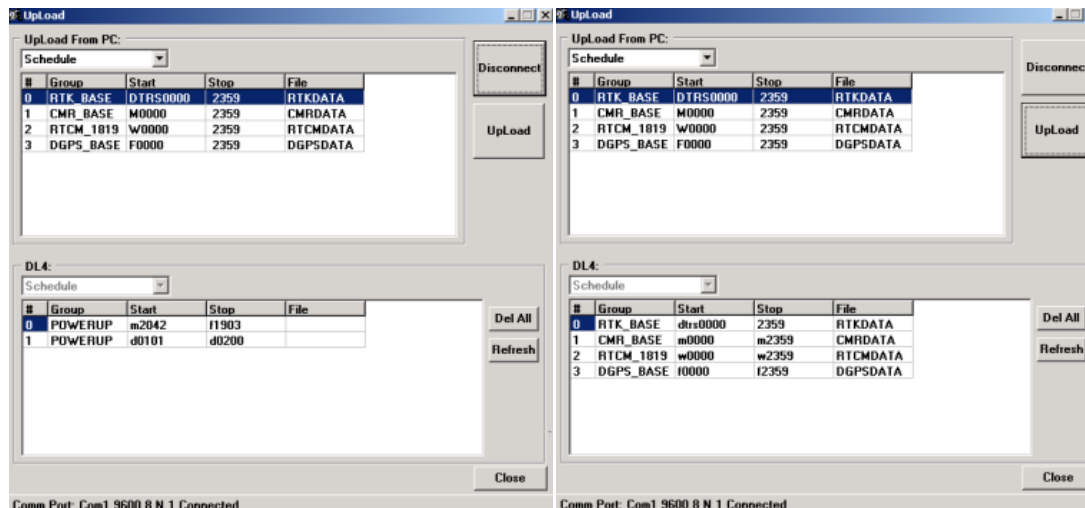 UpLoad
UpLoad From PC:
Schedule
Disconnect
# Group Start Stop File
0 RTK_BASE DTRS0000 2359 RTKDATA
1 CMR_BASE M0000 2359 CMRDATA
2 RTCM_1819 W0000 2359 RTCMDATA
3 DGPS_BASE F0000 2359 DGPSDATA
UpLoad
DL4:
Schedule
# Group Start Stop File
0 POWERUP m2042 f1903
1 POWERUP d0101 d0200
Del All
Refresh
Close
Comm Port: Com1 9600 8 N 1 Connected
UpLoad
UpLoad From PC:
Schedule
Disconnec
# Group Start Stop File
0 RTK_BASE DTRS0000 2359 RTKDATA
1 CMR_BASE M0000 2359 CMRDATA
2 RTCM_1819 W0000 2359 RTCMDATA
3 DGPS_BASE F0000 2359 DGPSDATA
UpLoad
DL4:
Schedule
# Group Start Stop File
0 RTK_BASE dtrs0000 2359 RTKDATA
1 CMR_BASE m0000 m2359 CMRDATA
2 RTCM_1819 w0000 w2359 RTCMDATA
3 DGPS_BASE f0000 f2359 DGPSDATA
Del All
Refresh
Close
Comm Port: Com1 9600 8 N 1 Connected